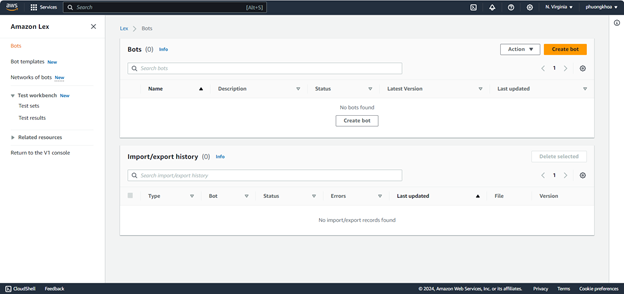 aws
Services
Search
[Alt+S]
N. Virginia
phuongkhoa
Amazon Lex
Bots
Bot templates New
Networks of bots New
Test workbench New
Test sets
Test results
Related resources
Return to the V1 console
Lex > Bots
Bots (0) Info
Action
Create bot
Search bots
1
Name
Description
Status
Latest Version
Last updated
No bots found
Create bot
Import/export history (0) Info
Delete selected
Search import/import history
1
Type
Bot
Status
Errors
Last updated
File
Version
No import/export records found
CloudShell
Feedback
© 2024, Amazon Web Services, Inc. or its affiliates.
Privacy
Terms
Cookie preferences